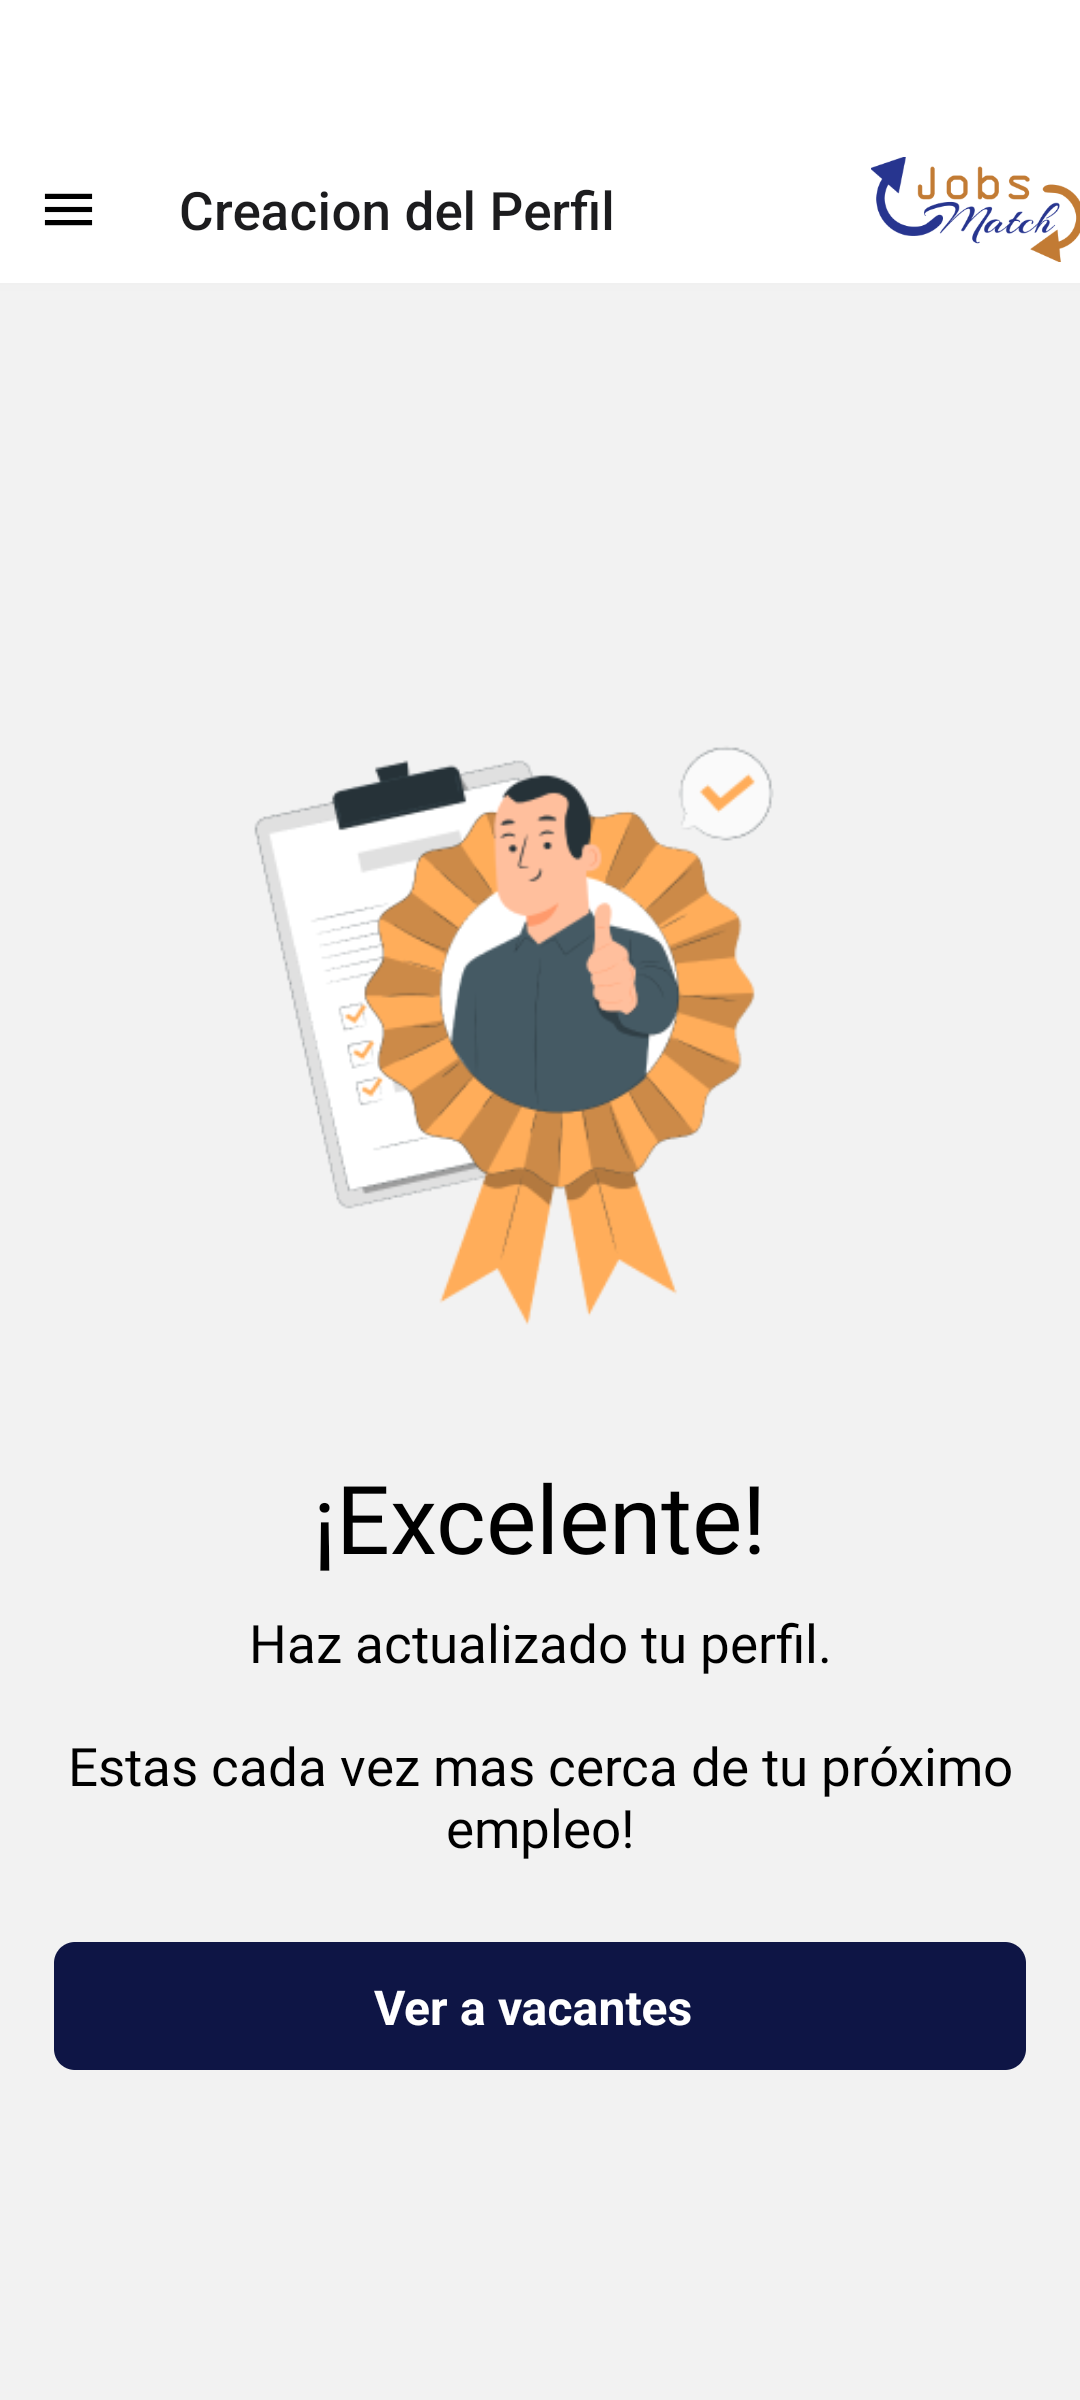 Creacion del Perfil
Jobs
Match
¡Excelente!
Haz actualizado tu perfil.
Estas cada vez mas cerca de tu próximo
empleo!
Ver a vacantes